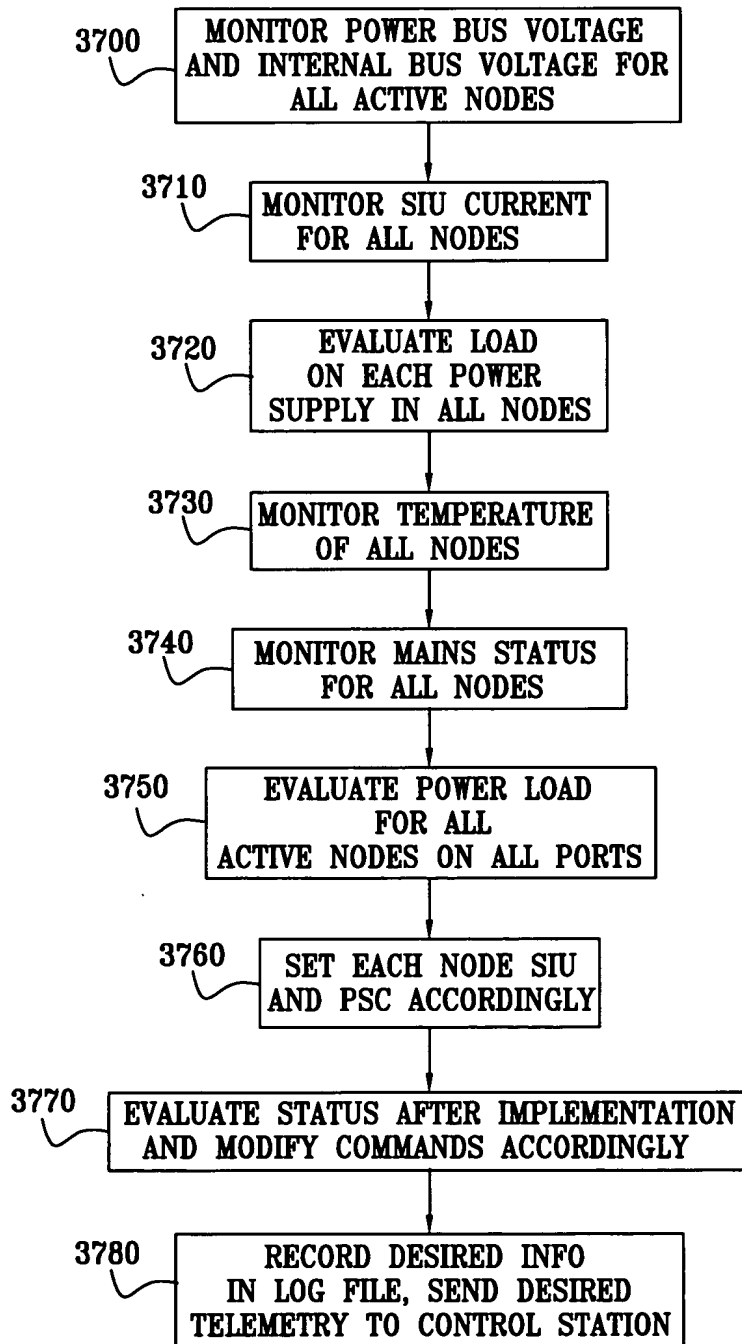 3700
MONITOR POWER BUS VOLTAGE
AND INTERNAL BUS VOLTAGE FOR
ALL ACTIVE NODES
3710
MONITOR SIU CURRENT
FOR ALL NODES
3720
EVALUATE LOAD
ON EACH POWER
SUPPLY IN ALL NODES
3730
MONITOR TEMPERATURE
OF ALL NODES
3740
MONITOR MAINS STATUS
FOR ALL NODES
3750
EVALUATE POWER LOAD
FOR ALL
ACTIVE NODES ON ALL PORTS
3760
SET EACH NODE SIU
AND PSC ACCORDINGLY
3770
EVALUATE STATUS AFTER IMPLEMENTATION
AND MODIFY COMMANDS ACCORDINGLY
3780
RECORD DESIRED INFO
IN LOG FILE, SEND DESIRED
TELEMETRY TO CONTROL STATION